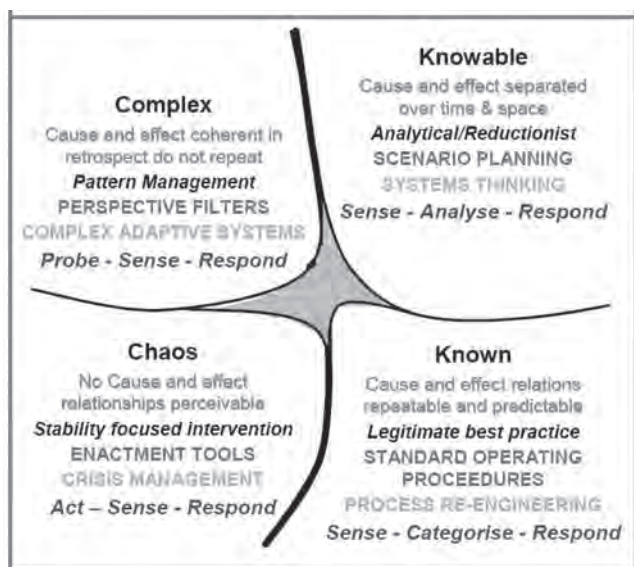 Complex
Cause and effect coherent in
retrospect do not repeat
Pattern Management
PERSPECTIVE FILTERS
COMPLEX ADAPTIVE SYSTEMS
Probe - Sense - Respond
Knowable
Cause and effect separated
over time & space
Analytical/Reductionist
SCENARIO PLANNING
SYSTEMS THINKING
Sense - Analyse - Respond
Chaos
No Cause and effect
relationships perceivable
Stability focused intervention
ENACTMENT TOOLS
CRISIS MANAGEMENT
Act – Sense - Respond
Known
Cause and effect relations
repeatable and predictable
Legitimate best practice
STANDARD OPERATING
PROCEEDURES
PROCESS RE-ENGINEERING
Sense - Categorise - Respond